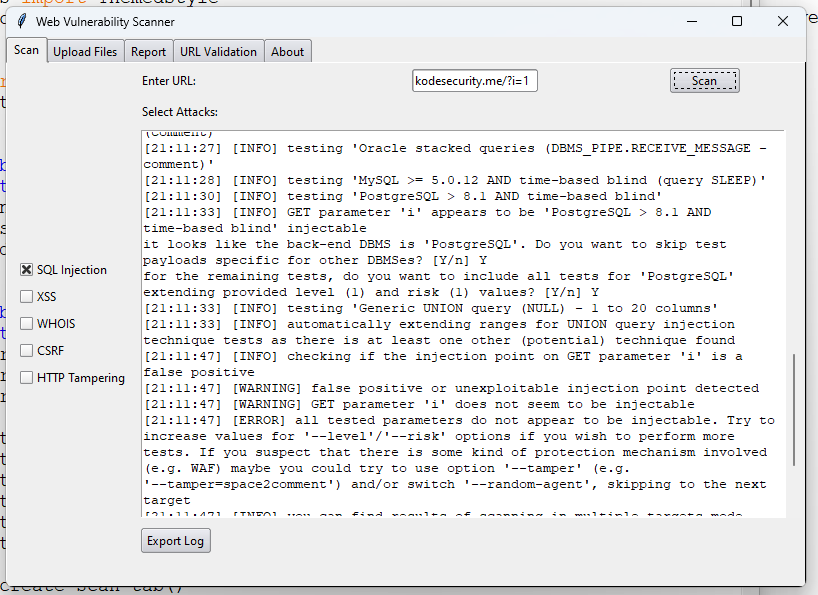 Web Vulnerability Scanner
Scan
Upload Files
Report
URL Validation
About
Enter URL:
kodesecurity.me/?i=1
Scan
Select Attacks:
(comment)
[21:11:27] [INFO] testing 'Oracle stacked queries (DBMS_PIPE.RECEIVE_MESSAGE -
comment)'
[21:11:28] [INFO] testing 'MySQL >= 5.0.12 AND time-based blind (query SLEEP)'
[21:11:30] [INFO] testing 'PostgreSQL > 8.1 AND time-based blind'
[21:11:33] [INFO] GET parameter 'i' appears to be 'PostgreSQL > 8.1 AND
time-based blind' injectable
it looks like the back-end DBMS is 'PostgreSQL'. Do you want to skip test
payloads specific for other DBMSes? [Y/n] Y
for the remaining tests, do you want to include all tests for 'PostgreSQL'
extending provided level (1) and risk (1) values? [Y/n] Y
[21:11:33] [INFO] testing 'Generic UNION query (NULL) - 1 to 20 columns'
[21:11:33] [INFO] automatically extending ranges for UNION query injection
technique tests as there is at least one other (potential) technique found
[21:11:47] [INFO] checking if the injection point on GET parameter 'i' is a
false positive
[21:11:47] [WARNING] false positive or unexploitable injection point detected
[21:11:47] [WARNING] GET parameter 'i' does not seem to be injectable
[21:11:47] [ERROR] all tested parameters do not appear to be injectable. Try to
increase values for '--level'/'--risk' options if you wish to perform more
tests. If you suspect that there is some kind of protection mechanism involved
(e.g. WAF) maybe you could try to use option '--tamper' (e.g.
'--tamper=space2comment') and/or switch '--random-agent', skipping to the next
target
[21:11:47] [INFO] you can find results of scanning in multiple targets mode
SQL Injection
XSS
WHOIS
CSRF
HTTP Tampering
Export Log
create scan tab()